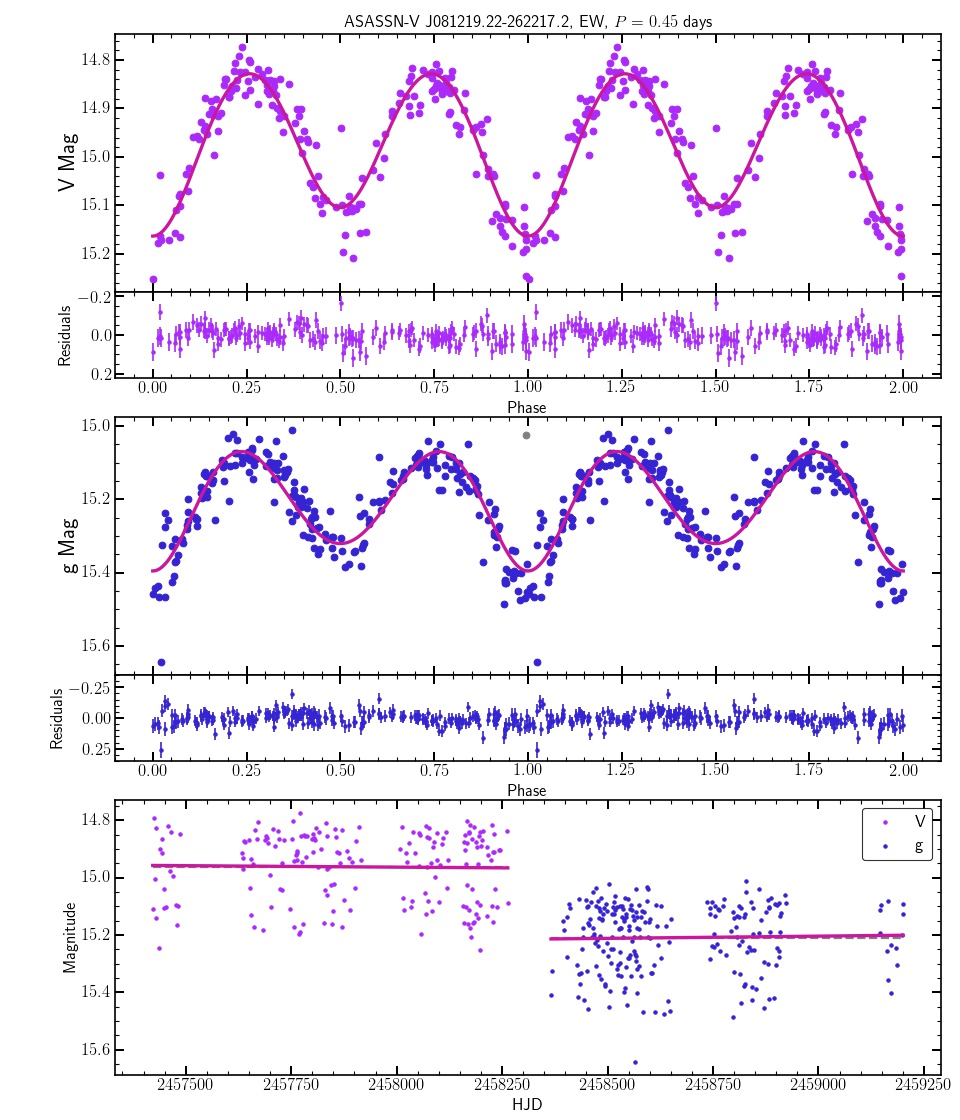 ASASSN-V J081219.22-262217.2, EW, P = 0.45 days
14.8
14.9
15.0
15.1
15.2
V Mag
−0.2
0.0
0.2
Residuals
0.00 0.25 0.50 0.75 1.00 1.25 1.50 1.75 2.00
Phase
15.0
15.2
15.4
15.6
g Mag
−0.25
0.00
0.25
Residuals
0.00 0.25 0.50 0.75 1.00 1.25 1.50 1.75 2.00
Phase
14.8
15.0
15.2
15.4
15.6
Magnitude
V
g
2457500 2457750 2458000 2458250 2458500 2458750 2459000 2459250
HJD